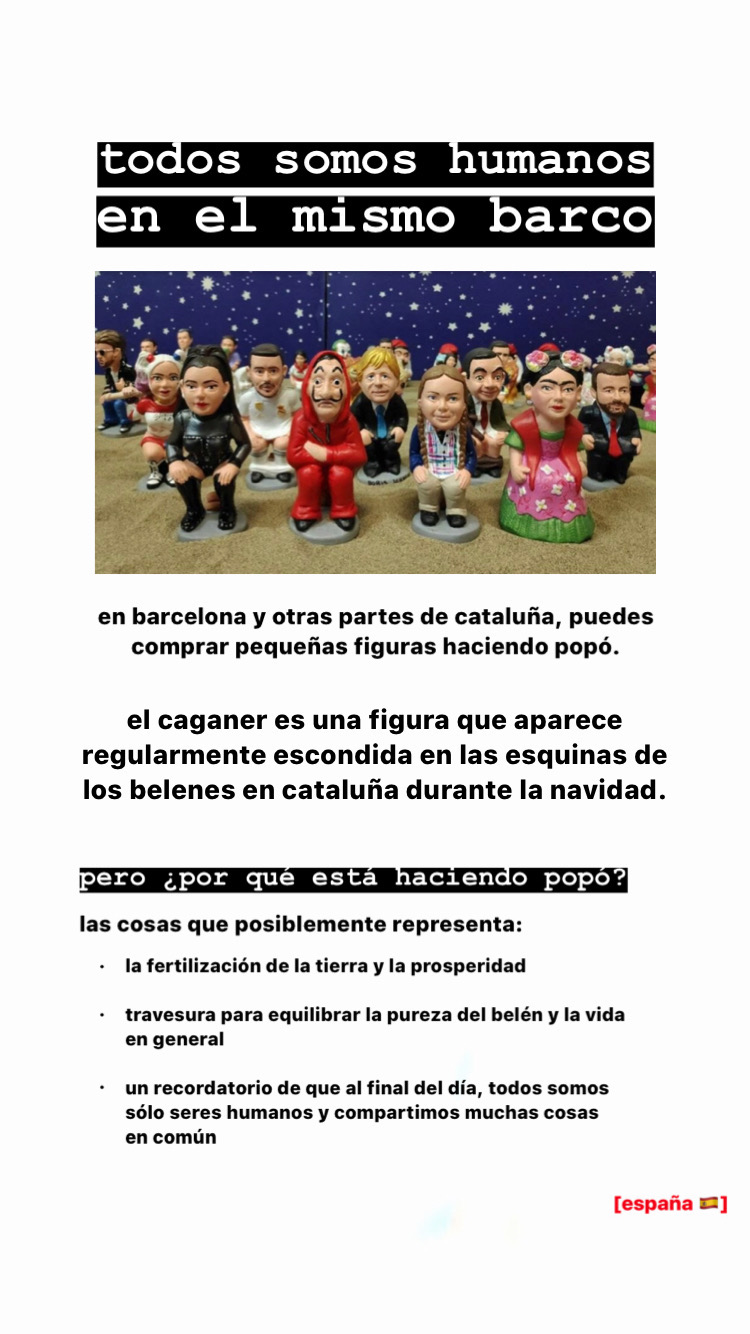 todos somos humanos
en el mismo barco
en barcelona y otras partes de cataluña, puedes
comprar pequeñas figuras haciendo popó.
el caganer es una figura que aparece
regularmente escondida en las esquinas de
los belenes en cataluña durante la navidad.
pero ¿por qué está haciendo popó?
las cosas que posiblemente representa:
· la fertilización de la tierra y la prosperidad
· travesura para equilibrar la pureza del belén y la vida
en general
· un recordatorio de que al final del día, todos somos
sólo seres humanos y compartimos muchas cosas
en común
[españa 🇪🇸]